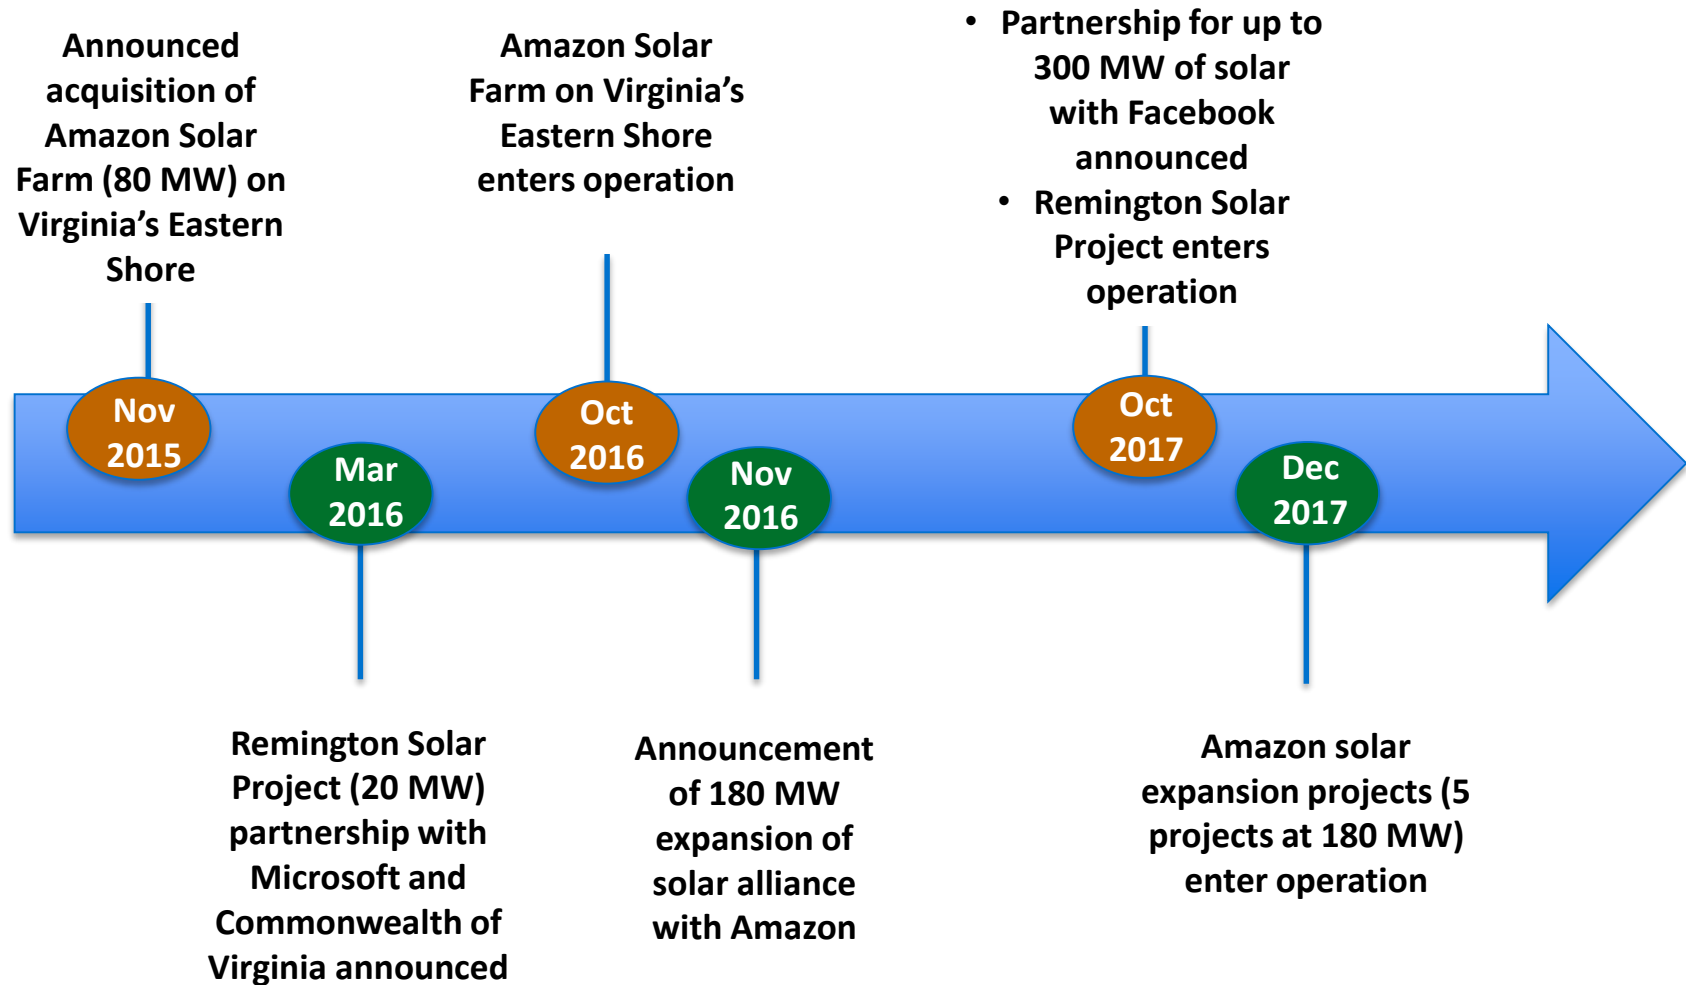 Announced
acquisition of
Amazon Solar
Farm (80 MW) on
Virginia’s Eastern
Shore
Amazon Solar
Farm on Virginia’s
Eastern Shore
enters operation
• Partnership for up to
300 MW of solar
with Facebook
announced
• Remington Solar
Project enters
operation
Nov
2015
Mar
2016
Oct
2016
Nov
2016
Oct
2017
Dec
2017
Remington Solar
Project (20 MW)
partnership with
Microsoft and
Commonwealth of
Virginia announced
Announcement
of 180 MW
expansion of
solar alliance
with Amazon
Amazon solar
expansion projects (5
projects at 180 MW)
enter operation